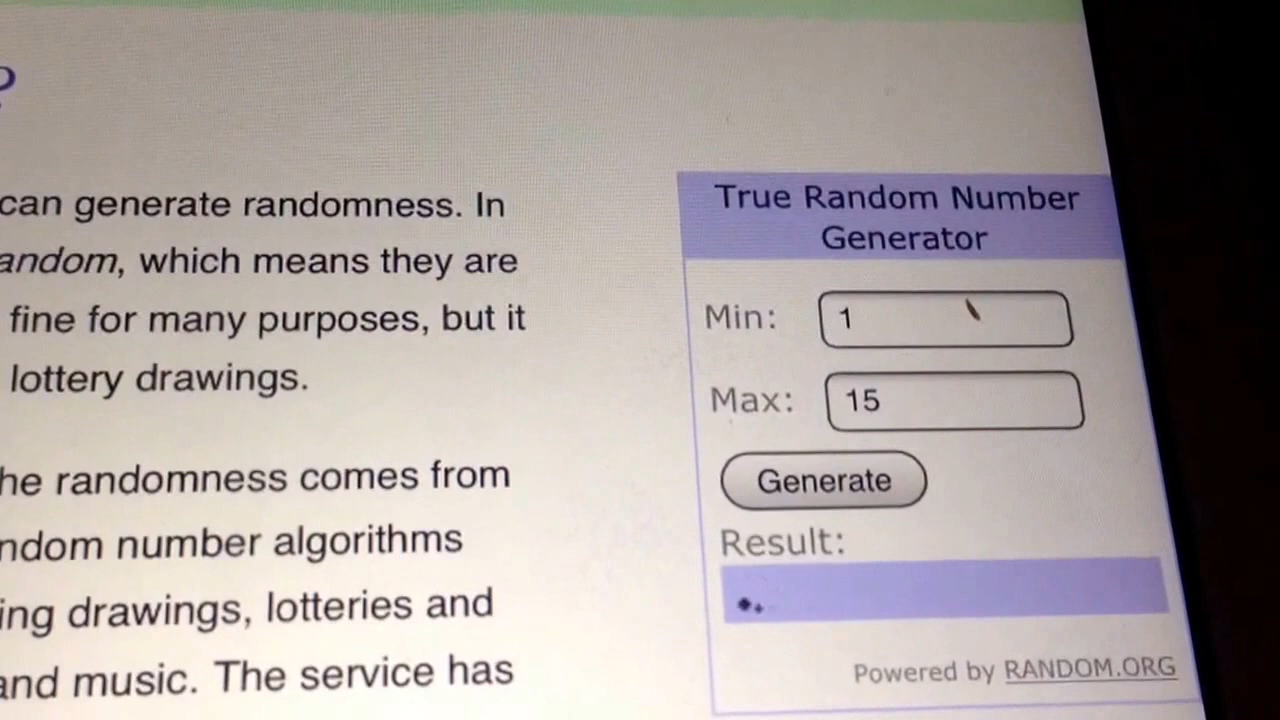 ?
can generate randomness. In
andom, which means they are
fine for many purposes, but it
lottery drawings.
he randomness comes from
ndom number algorithms
ing drawings, lotteries and
and music. The service has
True Random Number
Generator
Min: 1
Max: 15
Generate
Result:
Powered by RANDOM.ORG